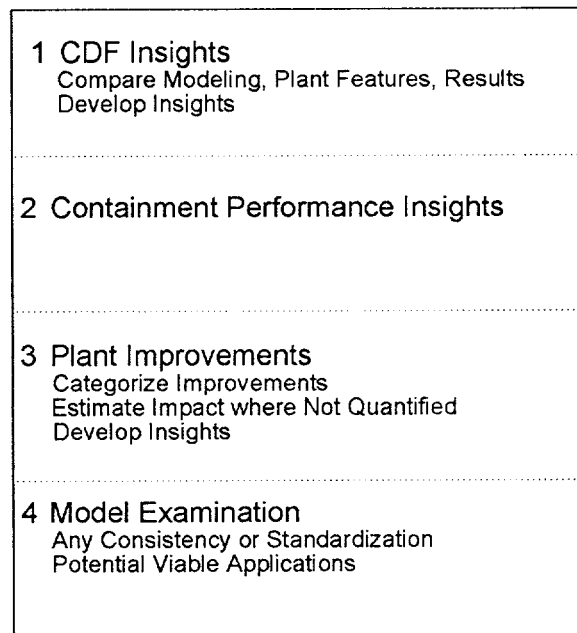 1 CDF Insights
Compare Modeling, Plant Features, Results
Develop Insights
2 Containment Performance Insights
3 Plant Improvements
Categorize Improvements
Estimate Impact where Not Quantified
Develop Insights
4 Model Examination
Any Consistency or Standardization
Potential Viable Applications